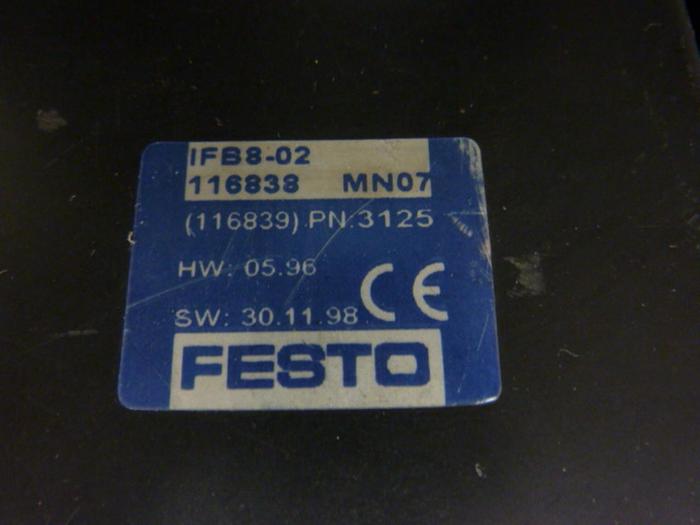 IFB8-02
116838 MN07
(116839) PN:3125
HW: 05.96
CE
SW: 30.11.98
FESTO